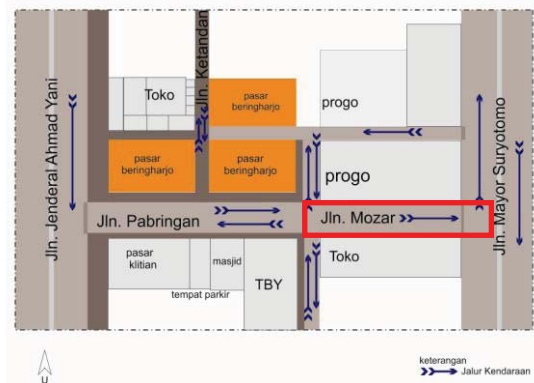 Jln. Jenderal Ahmad Yani
Toko
Jln. Ketandan
pasar
beringharjo
progo
pasar
beringharjo
pasar
beringharjo
progo
Jln. Pabringan
Jln. Mozar
Jln. Mayor Suryotomo
pasar
klitian
masjid
tempat parkir
TBY
Toko
U
keterangan
Jalur Kendaraan